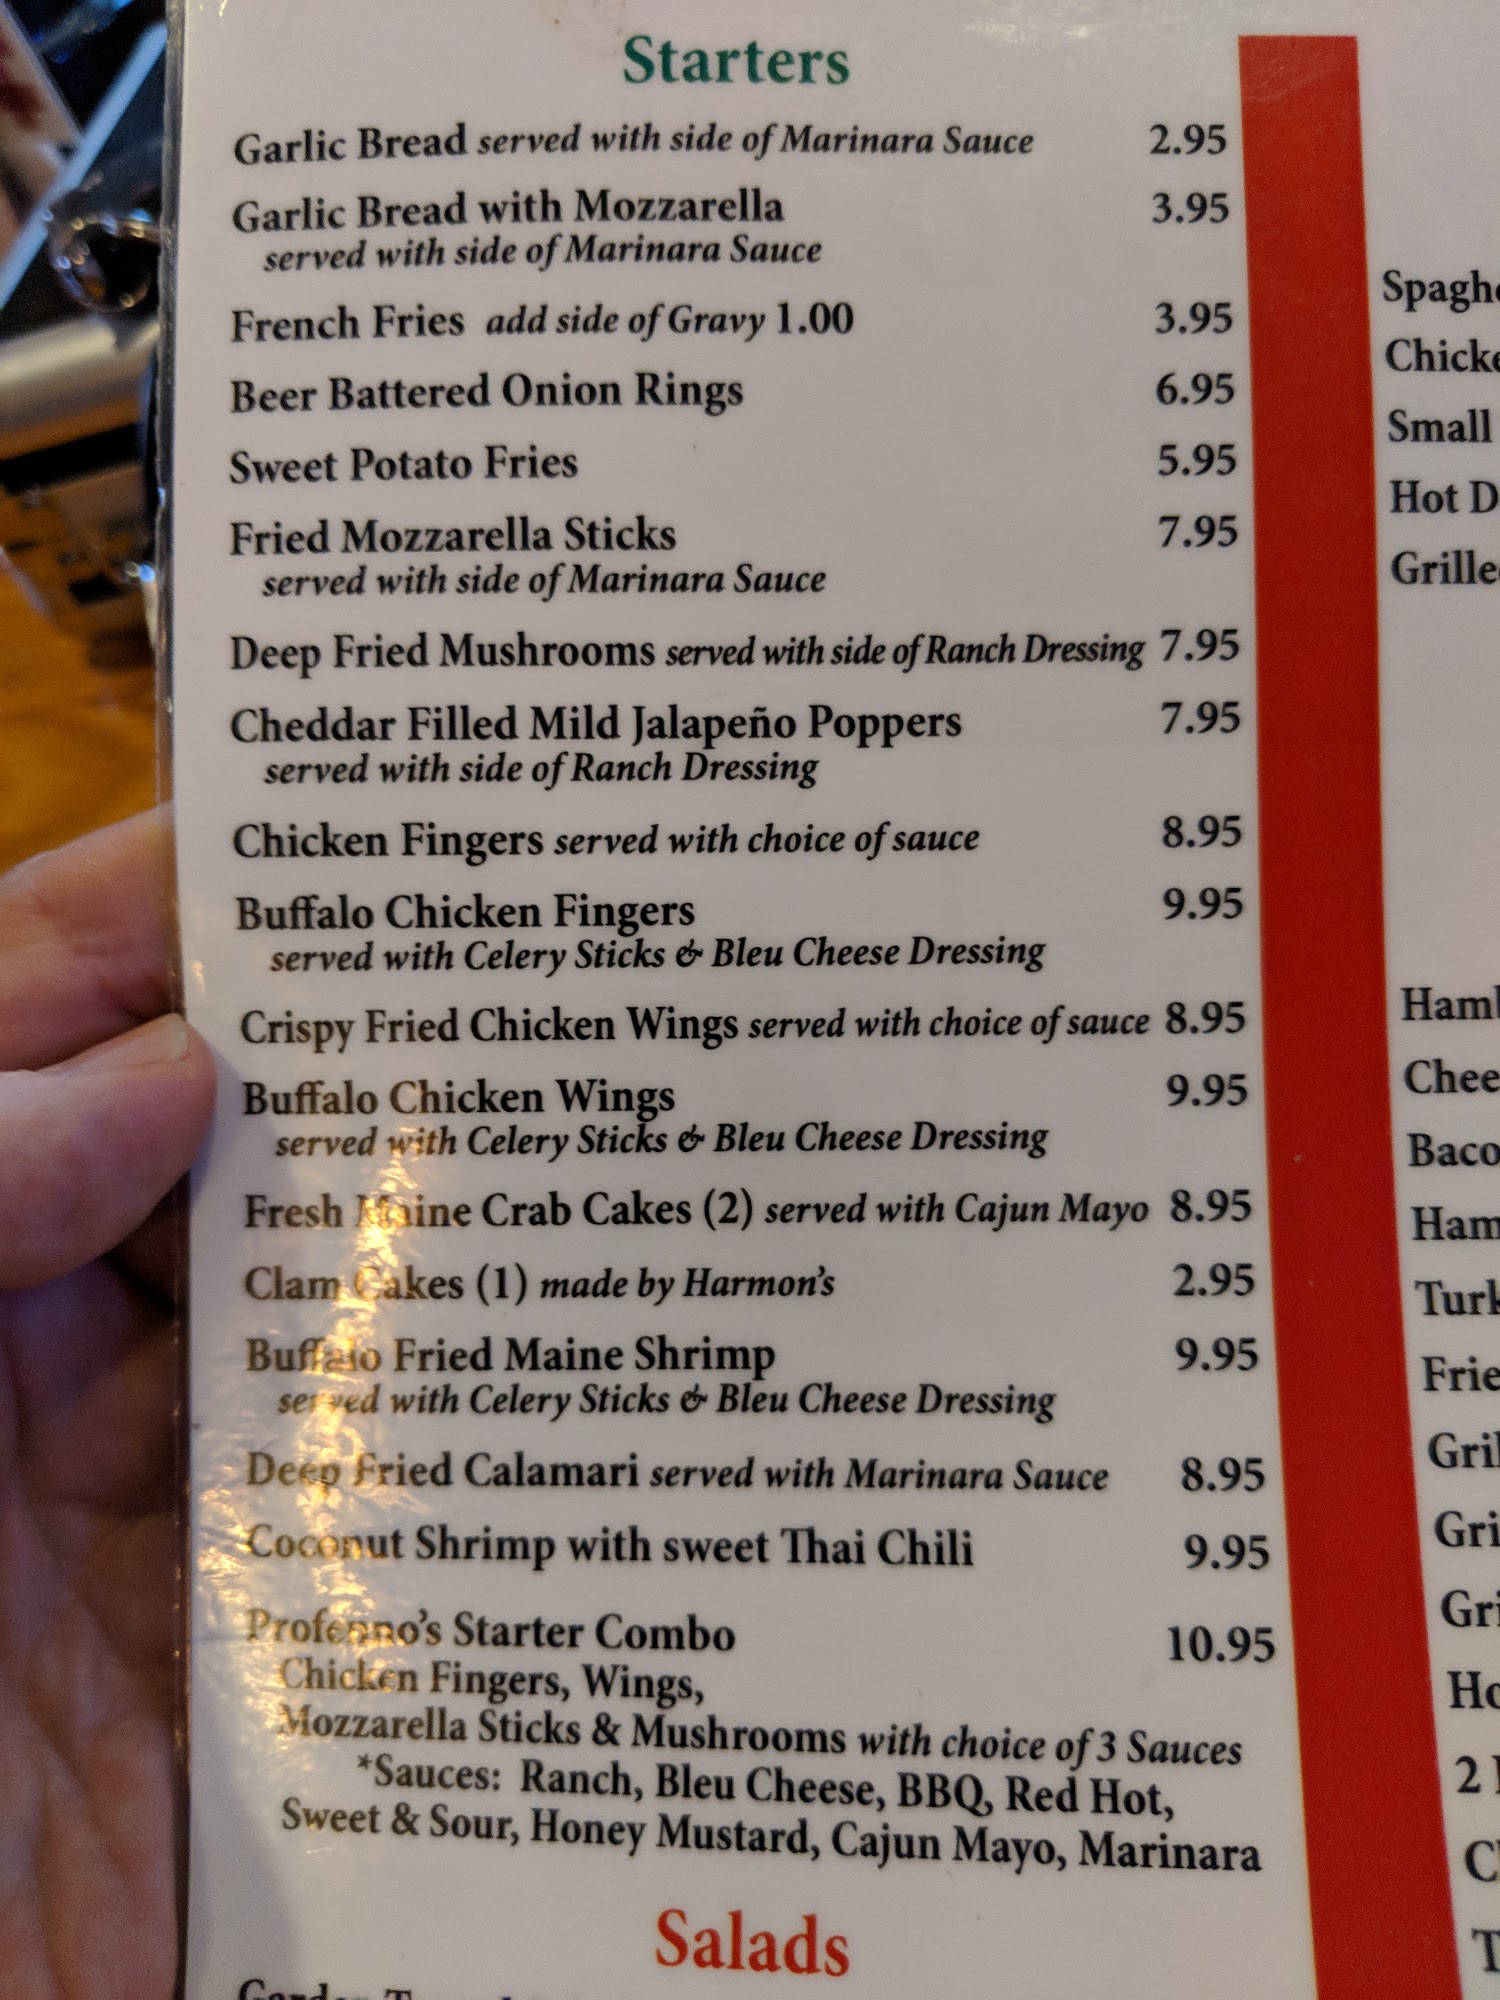 Starters
Garlic Bread served with side of Marinara Sauce 2.95
Garlic Bread with Mozzarella 3.95
served with side of Marinara Sauce
French Fries add side of Gravy 1.00 3.95
Beer Battered Onion Rings 6.95
Sweet Potato Fries 5.95
Fried Mozzarella Sticks 7.95
served with side of Marinara Sauce
Deep Fried Mushrooms served with side of Ranch Dressing 7.95
Cheddar Filled Mild Jalapeño Poppers 7.95
served with side of Ranch Dressing
Chicken Fingers served with choice of sauce 8.95
Buffalo Chicken Fingers 9.95
served with Celery Sticks & Bleu Cheese Dressing
Crispy Fried Chicken Wings served with choice of sauce 8.95
Buffalo Chicken Wings 9.95
served with Celery Sticks & Bleu Cheese Dressing
Fresh Maine Crab Cakes (2) served with Cajun Mayo 8.95
Clam Cakes (1) made by Harmon's 2.95
Buffalo Fried Maine Shrimp 9.95
served with Celery Sticks & Bleu Cheese Dressing
Deep Fried Calamari served with Marinara Sauce 8.95
Coconut Shrimp with sweet Thai Chili 9.95
Profenno's Starter Combo 10.95
Chicken Fingers, Wings,
Mozzarella Sticks & Mushrooms with choice of 3 Sauces
*Sauces: Ranch, Bleu Cheese, BBQ, Red Hot,
Sweet & Sour, Honey Mustard, Cajun Mayo, Marinara
Salads
Small
Hot